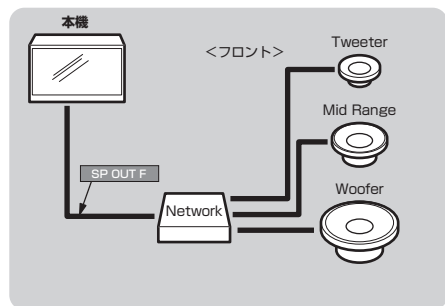 本機
<フロント>
Tweeter
Mid Range
SP OUT F
Network
Woofer